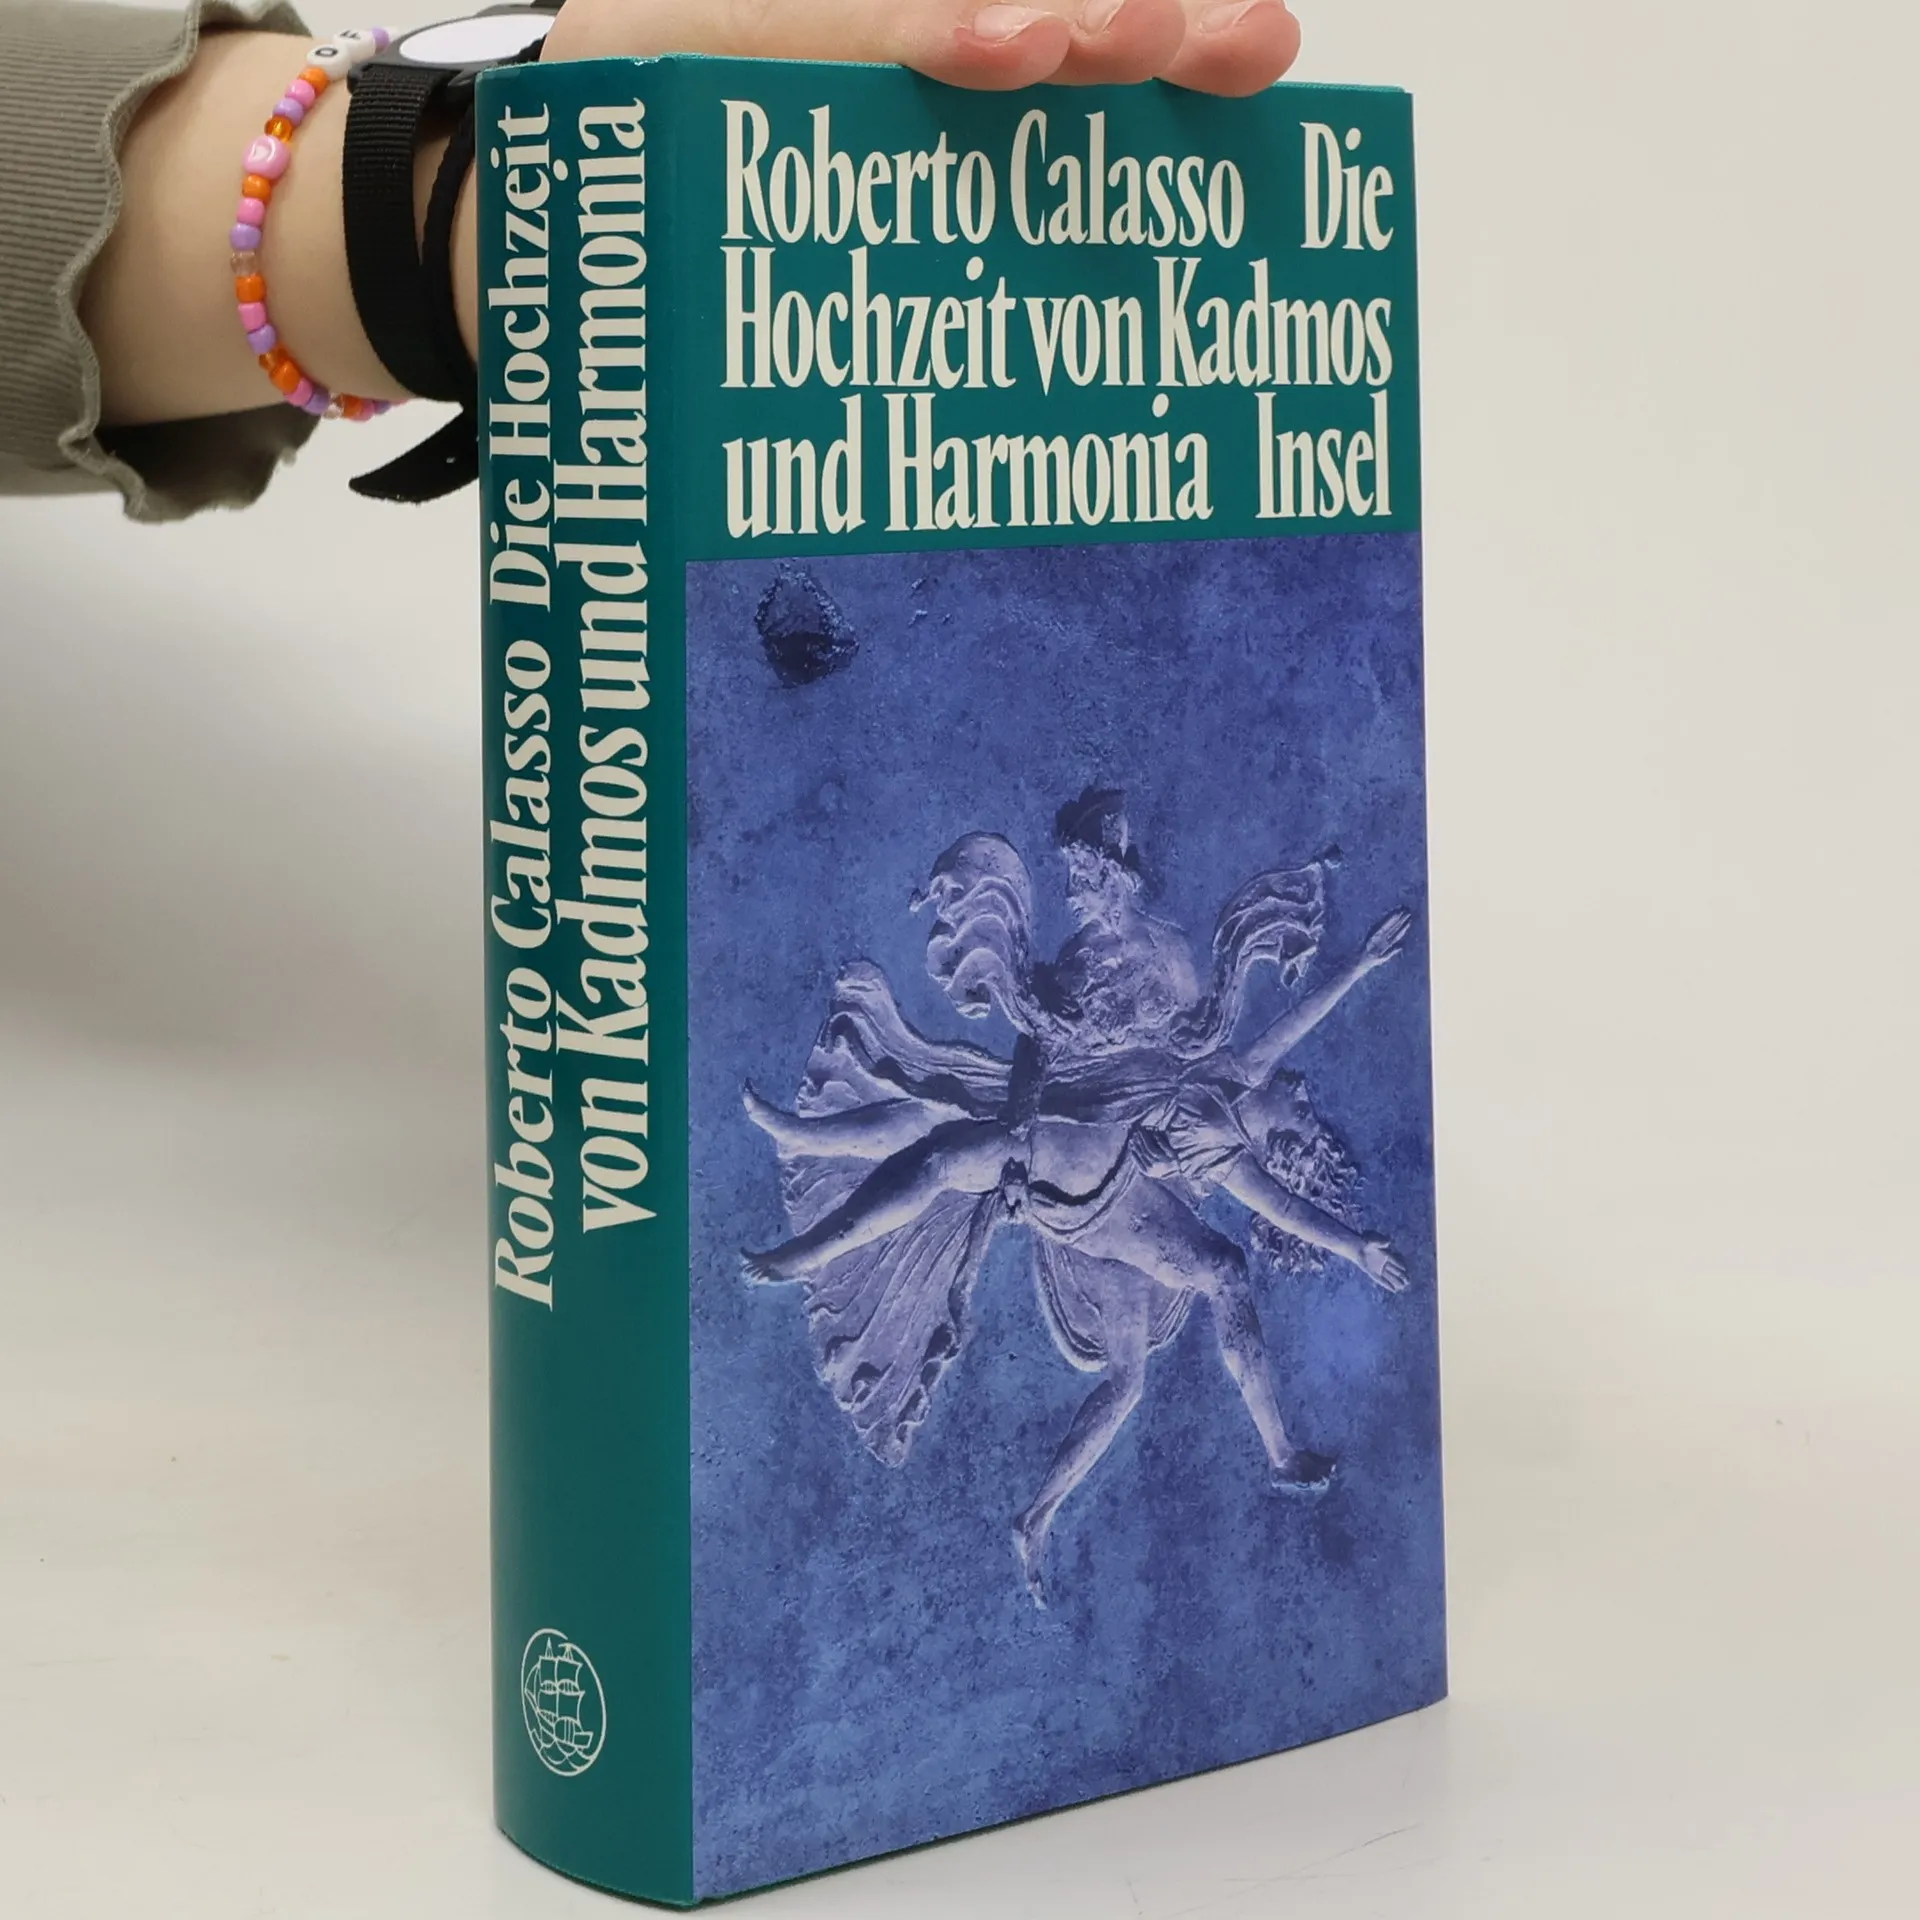 Roberto Calasso Die
Hochzeit von Kadmos
und Harmonia Insel
Roberto Calasso Die Hochzeit
von Kadmos und Harmonia
O F